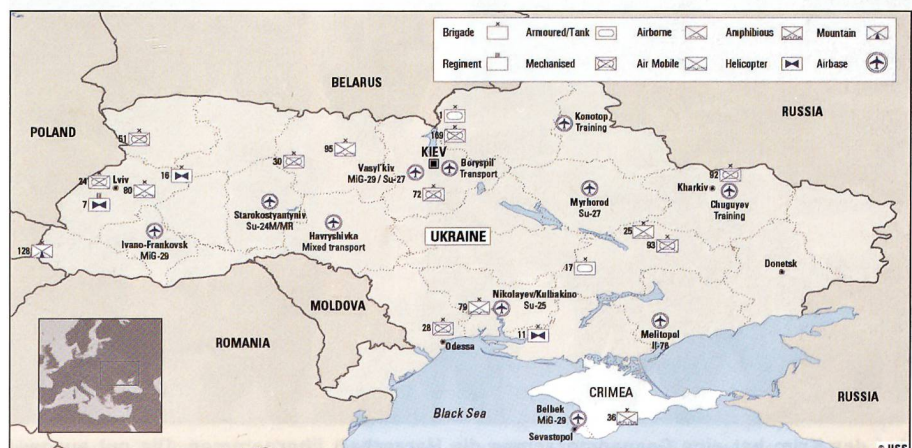 Brigade
Armoured/Tank
Airborne
Amphibious
Mountain
Regiment
Mechanised
Air Mobile
Helicopter
Airbase
BELARUS
RUSSIA
POLAND
1
Konotop
Training
169
51
95
KIEV
30
Vasyl'kiv
MiG-29 / Su-27
Boryspil
Transport
16
24
Lviv
80
92
Kharkiv
Chuguyev
Training
7
72
Myrhorod
Su-27
Starokostyantyniv
Su-24M/MR
Havryshivka
Mixed transport
Ivano-Frankovsk
MiG-29
UKRAINE
25
93
128
17
Donetsk
MOLDOVA
Nikolayev/Kulbakino
Su-25
79
28
Odessa
11
Melitopol
Il-76
ROMANIA
CRIMEA
RUSSIA
Black Sea
Belbek
MiG-29
36
Sevastopol
© IISS